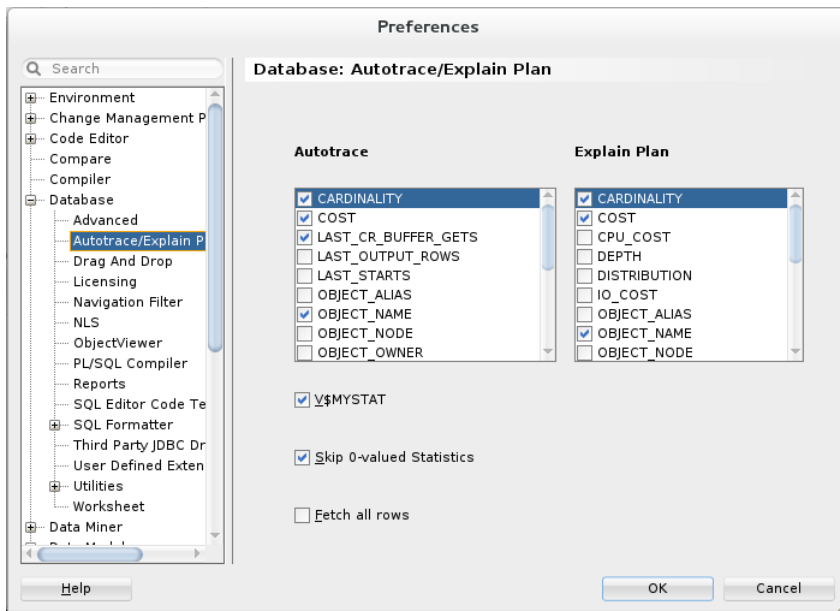 Preferences
Search
Environment
Change Management P
Code Editor
Compare
Compiler
Database
Advanced
Autotrace/Explain P
Drag And Drop
Licensing
Navigation Filter
NLS
ObjectViewer
PL/SQL Compiler
Reports
SQL Editor Code Te
SQL Formatter
Third Party JDBC Dr
User Defined Exten
Utilities
Worksheet
Data Miner
Database: Autotrace/Explain Plan
Autotrace
CARDINALITY
COST
LAST_CR_BUFFER_GETS
LAST_OUTPUT_ROWS
LAST_STARTS
OBJECT_ALIAS
OBJECT_NAME
OBJECT_NODE
OBJECT_OWNER
Explain Plan
CARDINALITY
COST
CPU_COST
DEPTH
DISTRIBUTION
IO_COST
OBJECT_ALIAS
OBJECT_NAME
OBJECT_NODE
V$MYSTAT
Skip 0-valued Statistics
Fetch all rows
Help
OK
Cancel